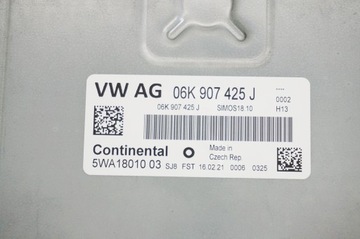 VW AG 06K 907 425 J
0002
06K 907 425 J SIMOS18.10 H13
Continental Made in Czech Rep.
5WA18010 03 SJ8 FST 16.02.21 0006 0325